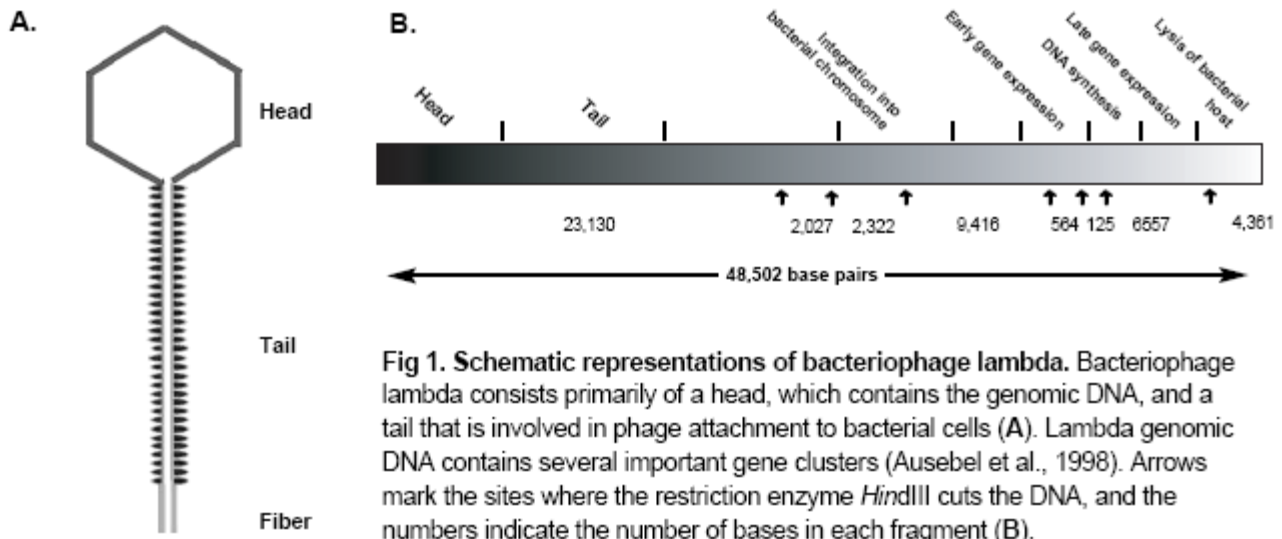 A.
Head
Tail
Fiber
B.
Head
Tail
Integration into
bacterial chromosome
Early gene expression
DNA synthesis
Late gene expression
Lysis of bacterial
host
23,130
2,027
2,322
9,416
564
125
6557
4,361
48,502 base pairs
Fig 1. Schematic representations of bacteriophage lambda. Bacteriophage
lambda consists primarily of a head, which contains the genomic DNA, and a
tail that is involved in phage attachment to bacterial cells (A). Lambda genomic
DNA contains several important gene clusters (Ausebel et al., 1998). Arrows
mark the sites where the restriction enzyme HindIII cuts the DNA, and the
numbers indicate the number of bases in each fragment (B).